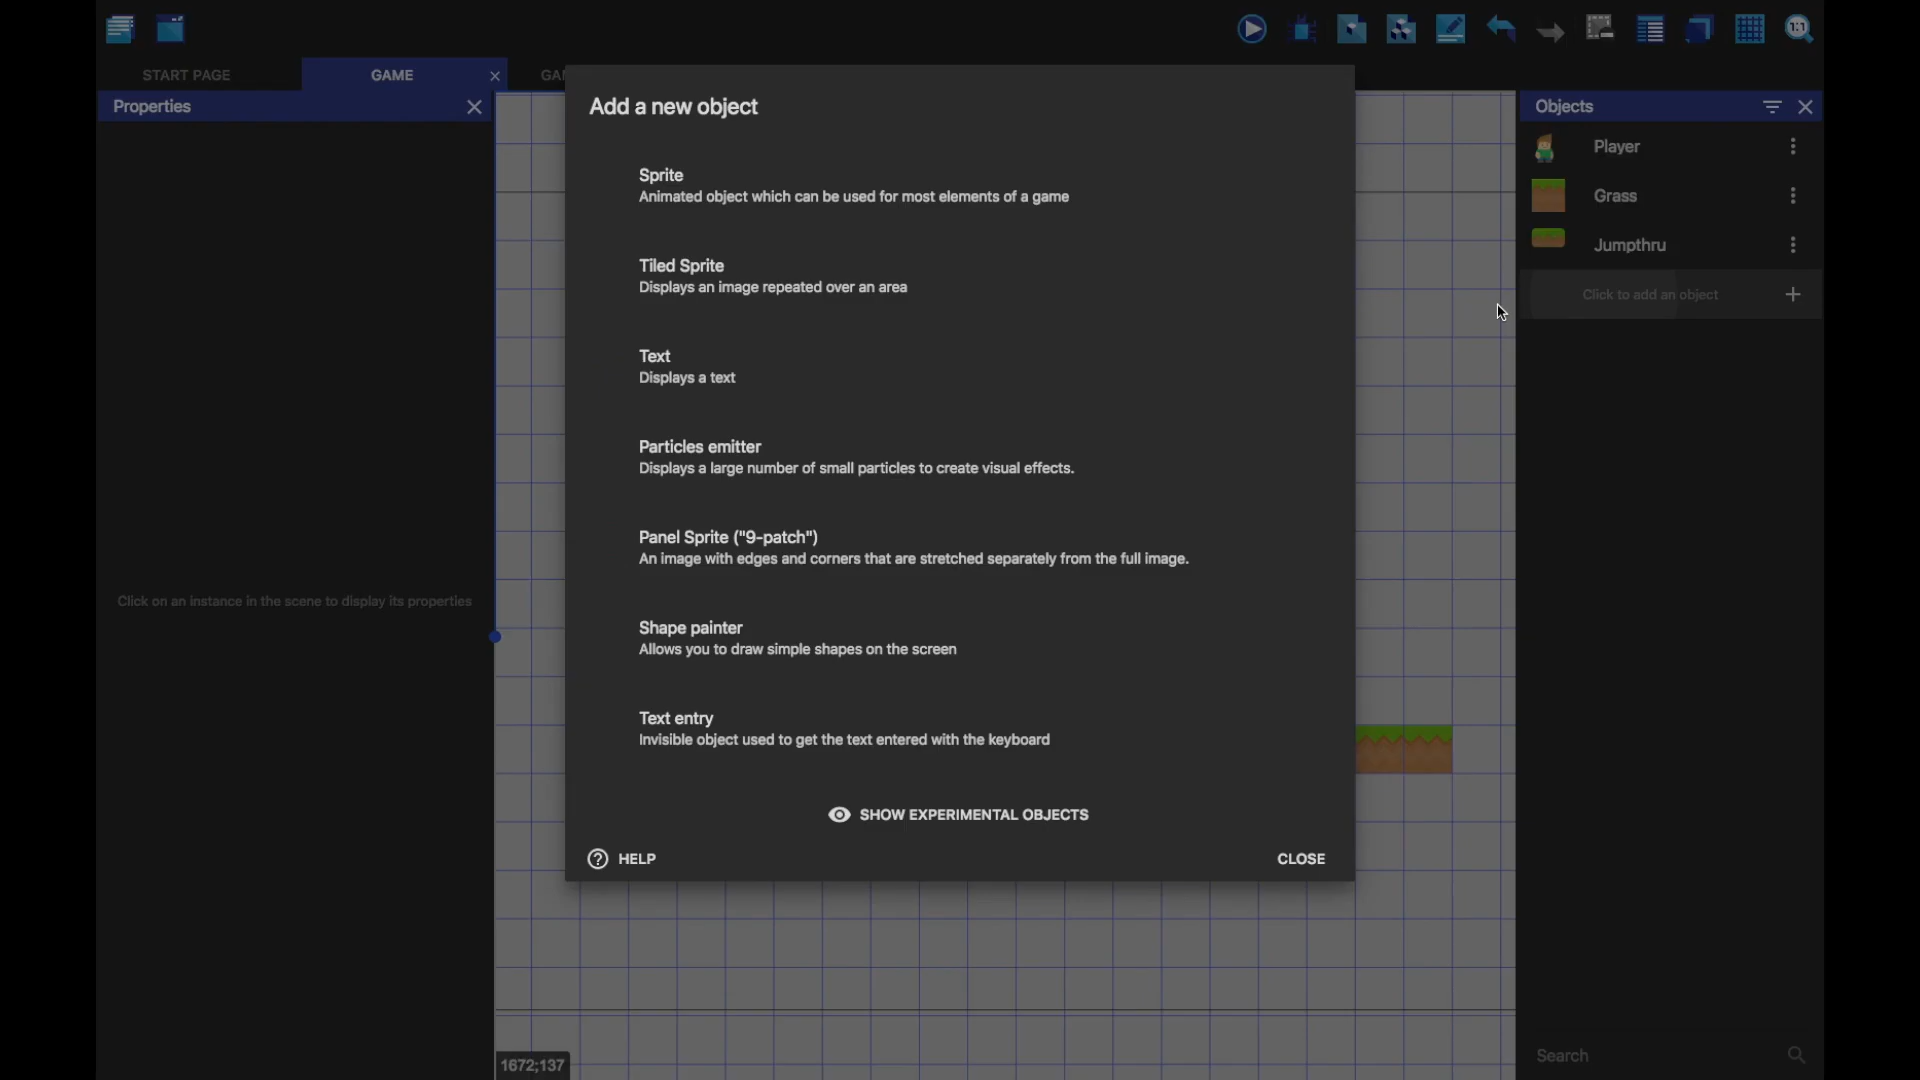 START PAGE
GAME
GAM
Properties
Click on an instance in the scene to display its properties
Add a new object
Sprite
Animated object which can be used for most elements of a game
Tiled Sprite
Displays an image repeated over an area
Text
Displays a text
Particles emitter
Displays a large number of small particles to create visual effects.
Panel Sprite ("9-patch")
An image with edges and corners that are stretched separately from the full image.
Shape painter
Allows you to draw simple shapes on the screen
Text entry
Invisible object used to get the text entered with the keyboard
SHOW EXPERIMENTAL OBJECTS
HELP
CLOSE
Objects
Player
Grass
Jumpthru
Click to add an object
Search
1672;137
1:1